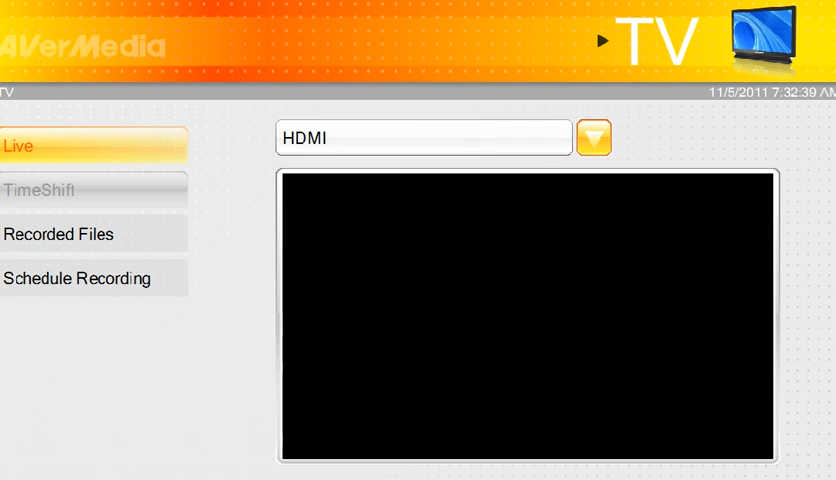 AVerMedia
TV
TV
11/5/2011 7:32:39 AM
Live
HDMI
TimeShift
Recorded Files
Schedule Recording